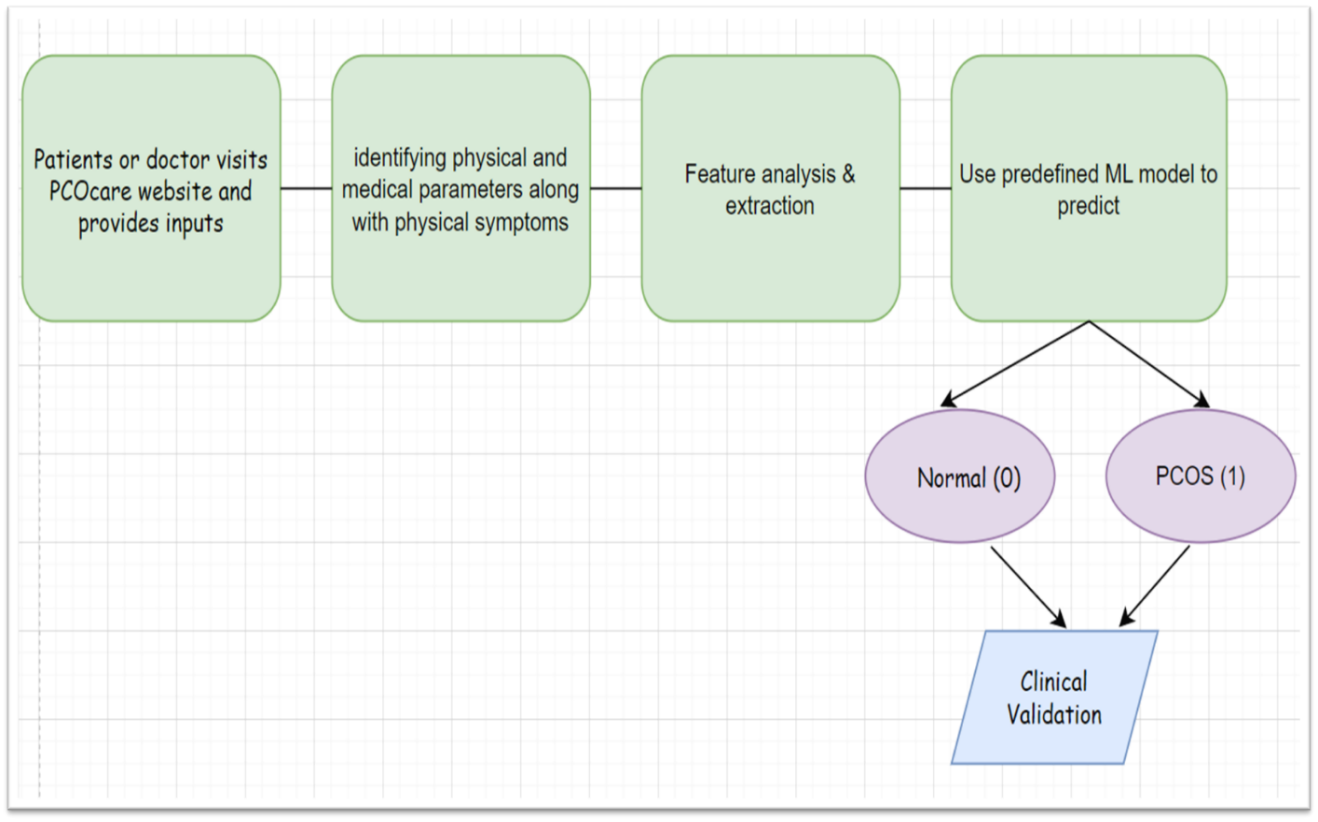 Patients or doctor visits
PCOcare website and
provides inputs
identifying physical and
medical parameters along
with physical symptoms
Feature analysis &
extraction
Use predefined ML model to
predict
Normal (0)
PCOS (1)
Clinical
Validation